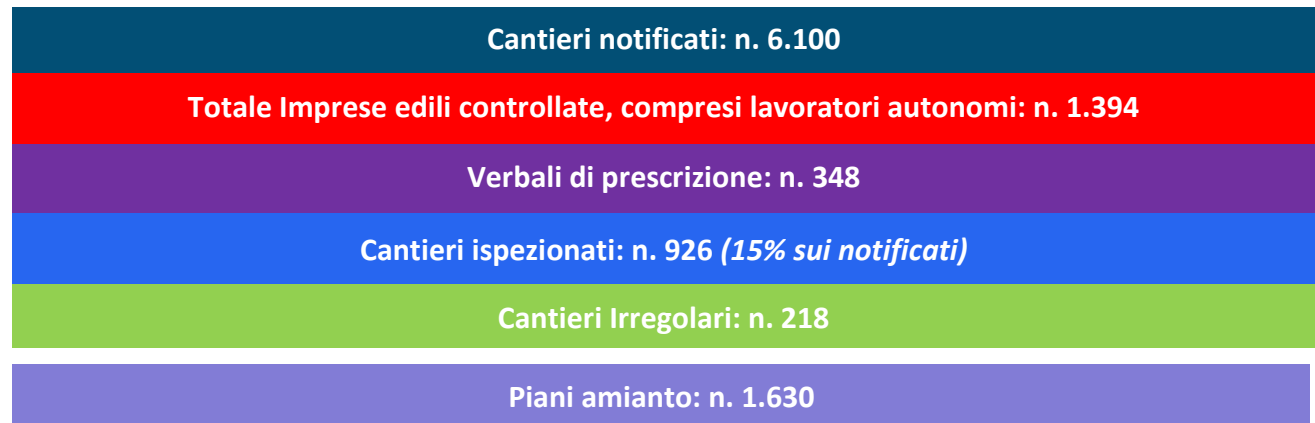 Cantieri notificati: n. 6.100
Totale Imprese edili controllate, compresi lavoratori autonomi: n. 1.394
Verbali di prescrizione: n. 348
Cantieri ispezionati: n. 926 (15% sui notificati)
Cantieri Irregolari: n. 218
Piani amianto: n. 1.630